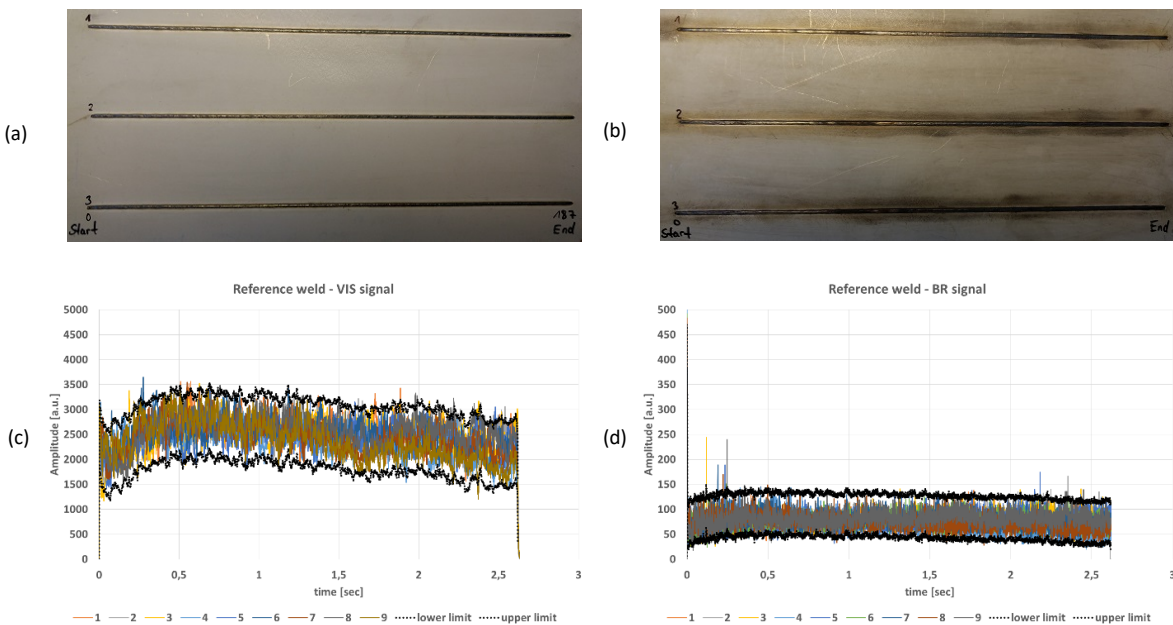 (a)
1
2
3
0
Start
187
End
(b)
1
2
3
0
Start
End
(c)
Reference weld - VIS signal
Amplitude [a.u.]
5000
4500
4000
3500
3000
2500
2000
1500
1000
500
0
0 0,5 1 1,5 2 2,5 3
time [sec]
1 2 3 4 5 6 7 8 9 lower limit upper limit
(d)
Reference weld - BR signal
Amplitude [a.u.]
500
450
400
350
300
250
200
150
100
50
0
0 0,5 1 1,5 2 2,5 3
time [sec]
1 2 3 4 5 6 7 8 9 lower limit upper limit